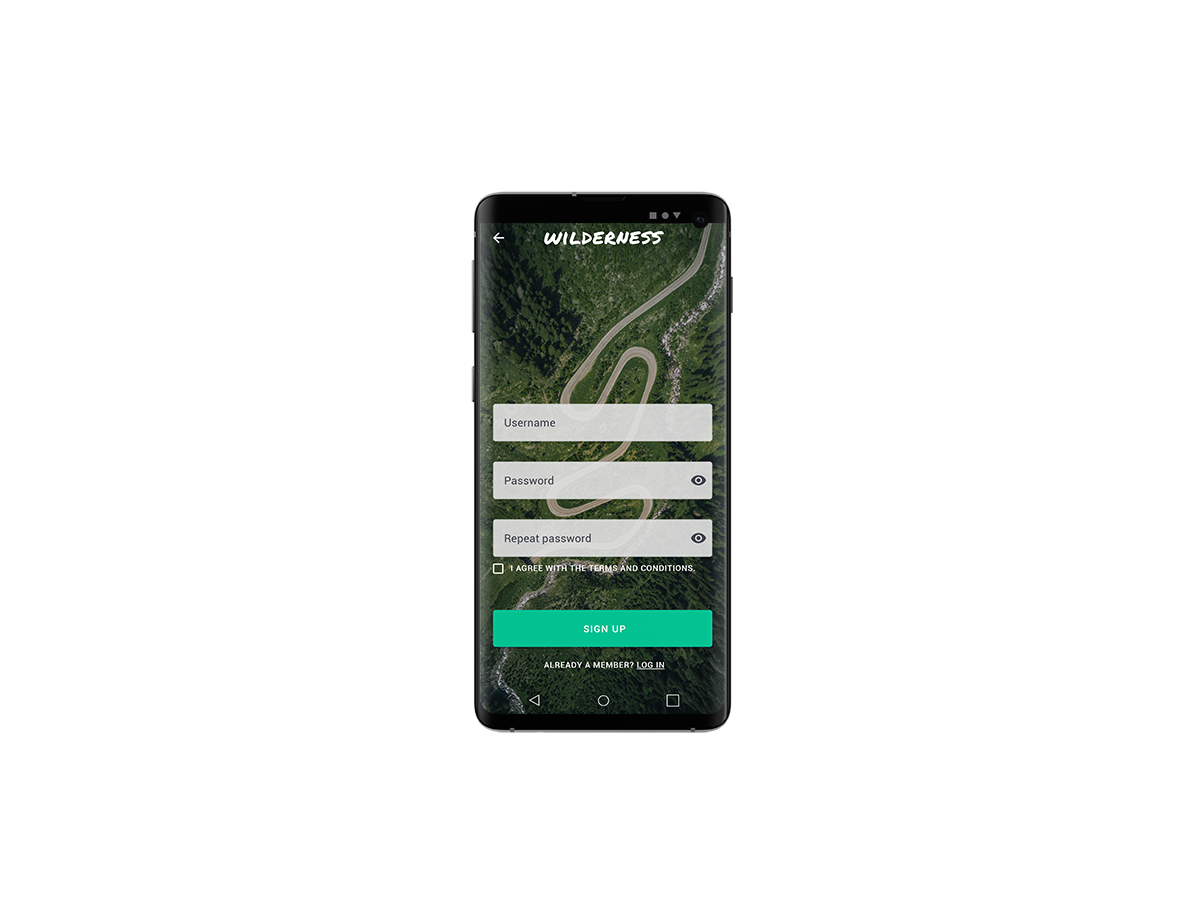 WILDERNESS
Username
Password
Repeat password
I AGREE WITH THE TERMS AND CONDITIONS.
SIGN UP
ALREADY A MEMBER? LOG IN